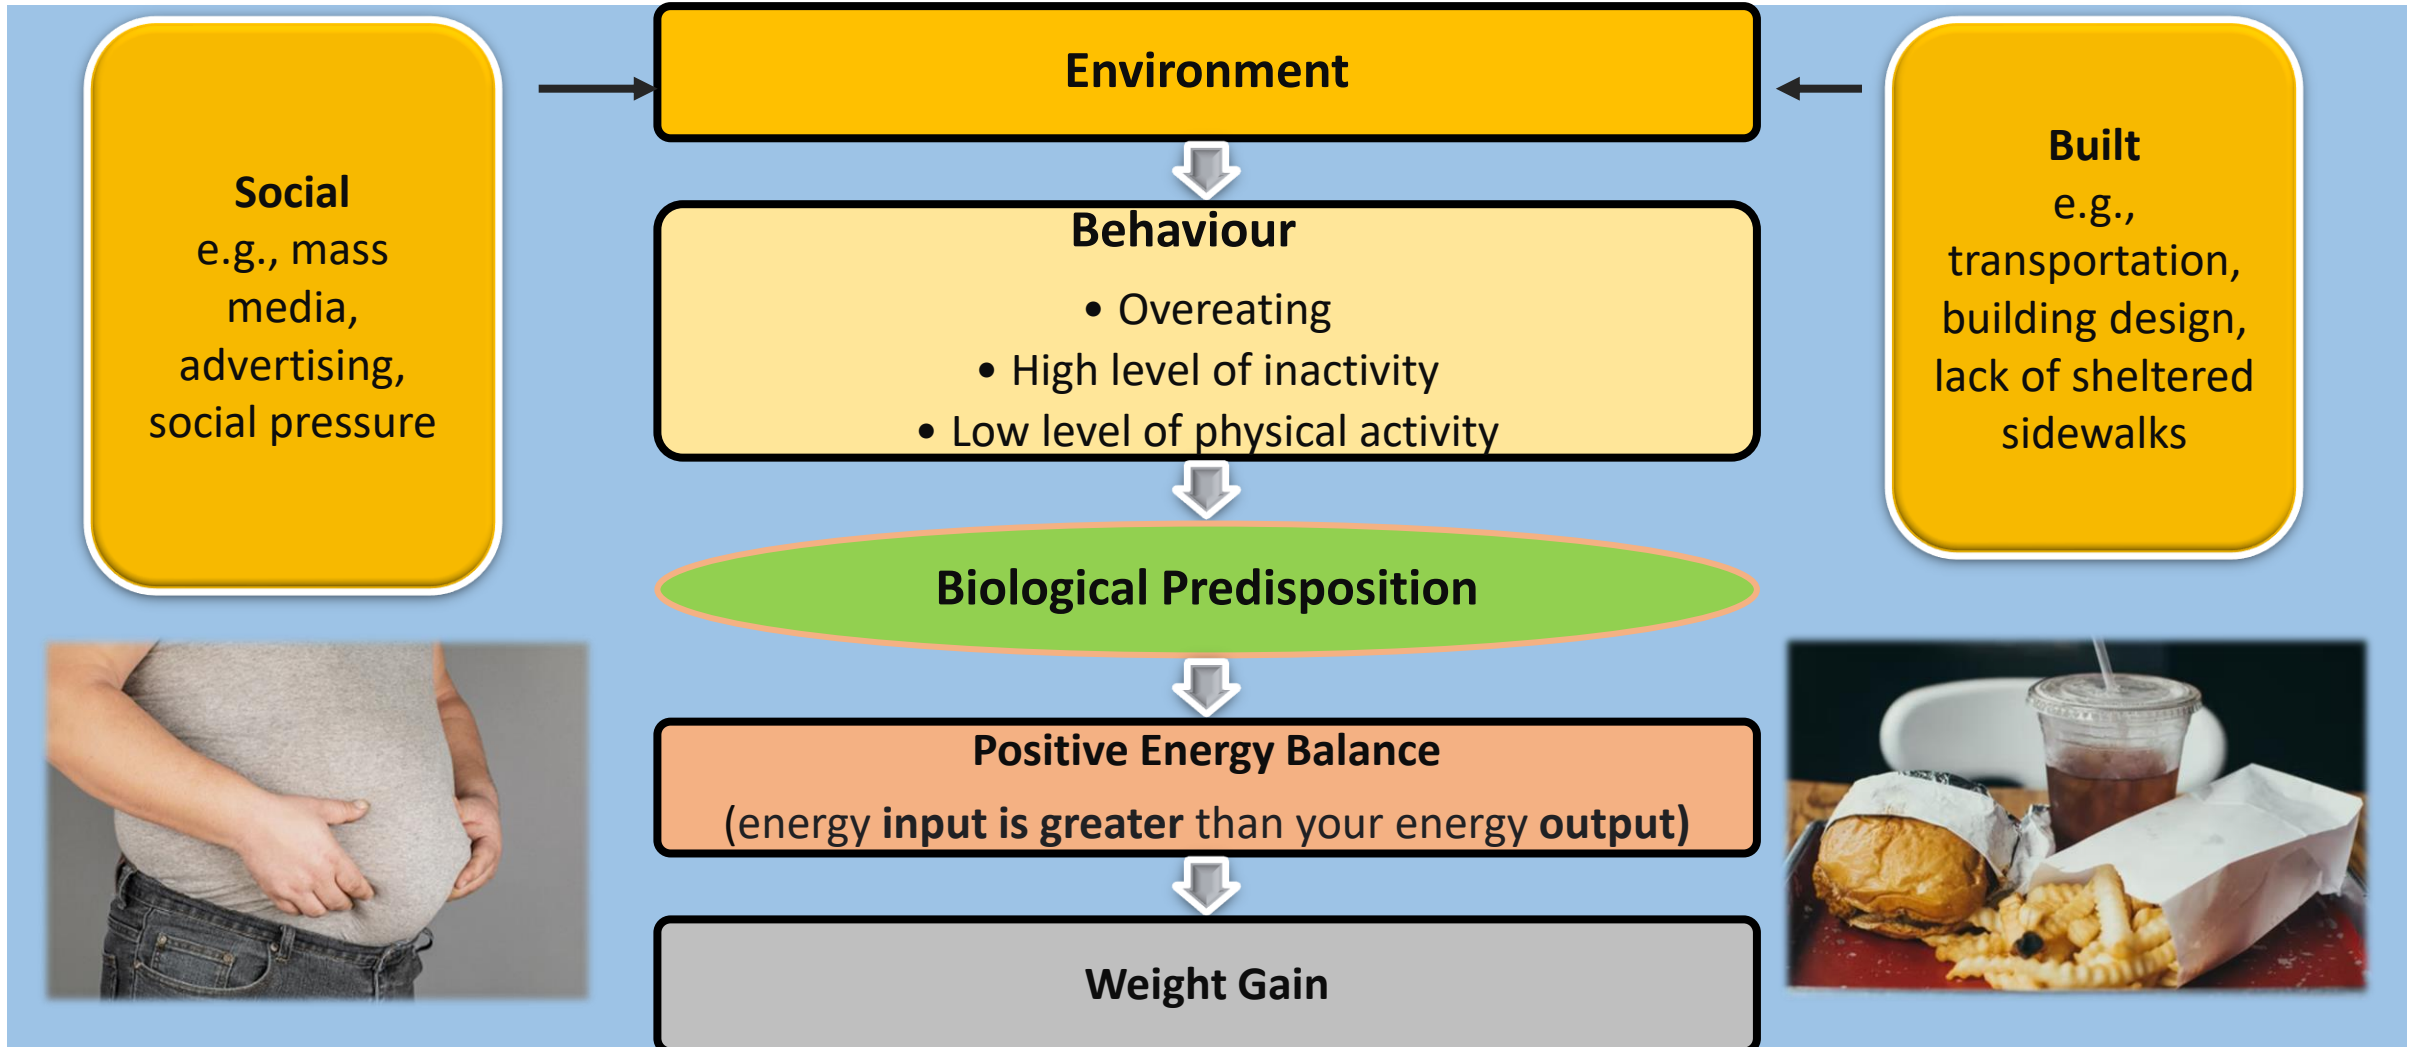 Social
e.g., mass
media,
advertising,
social pressure
Environment
Behaviour
• Overeating
• High level of inactivity
• Low level of physical activity
Biological Predisposition
Positive Energy Balance
(energy input is greater than your energy output)
Weight Gain
Built
e.g.,
transportation,
building design,
lack of sheltered
sidewalks